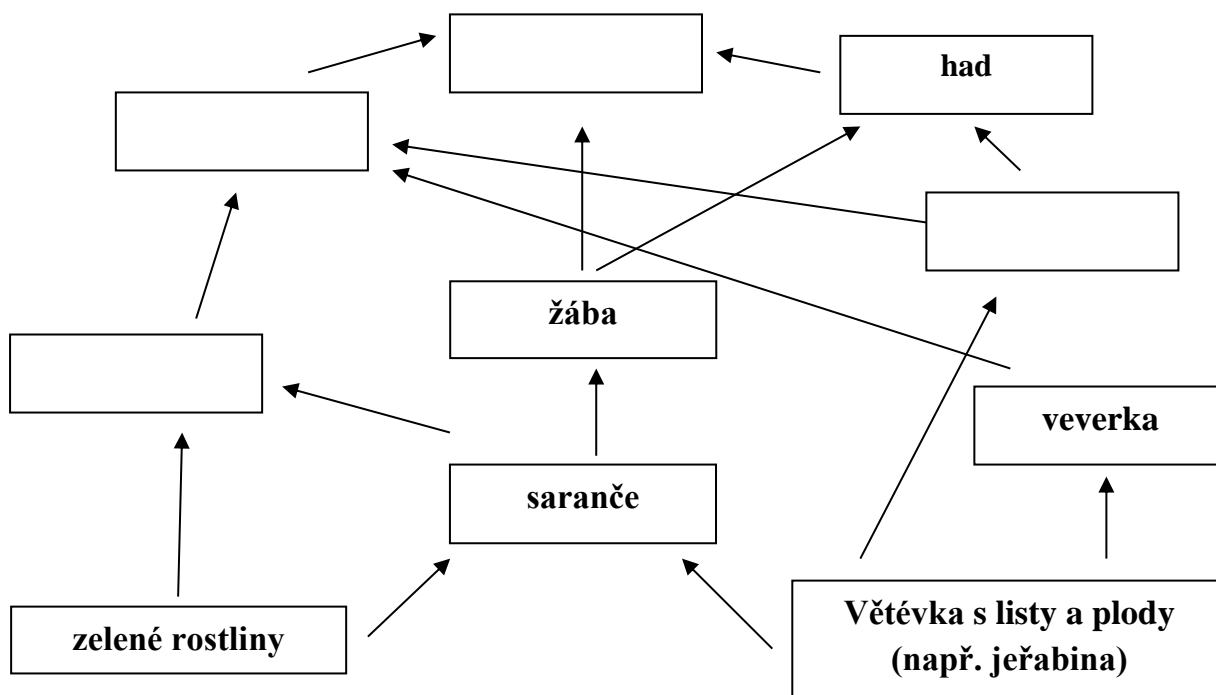 had
žába
veverka
saranče
zelené rostliny
Větévka s listy a plody
(např. jeřabina)